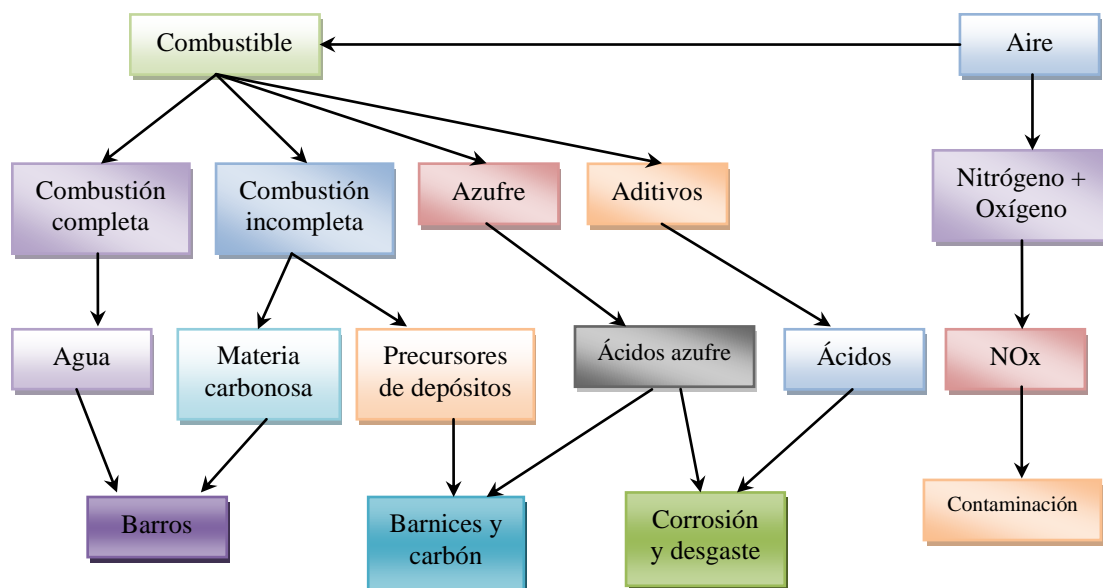 Combustible
Aire
Combustión
completa
Combustión
incompleta
Azufre
Aditivos
Nitrógeno +
Oxígeno
Agua
Materia
carbonosa
Precursores
de depósitos
Ácidos azufre
Ácidos
NOx
Barros
Barnices y
carbón
Corrosión
y desgaste
Contaminación